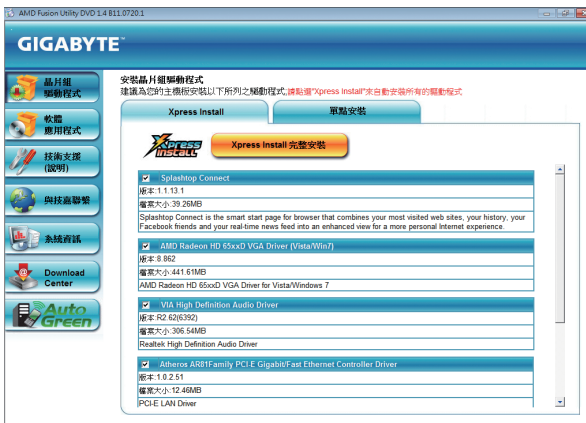 AMD Fusion Utility DVD 1.4 B11.0720.1
GIGABYTE™
晶片組
驅動程式
軟體
應用程式
技術支援
(說明)
與技嘉聯繫
系統資訊
Download
Center
Auto
Green
安裝晶片組驅動程式
建議為您的主機板安裝以下所列之驅動程式,請點選"Xpress Install"來自動安裝所有的驅動程式
Xpress Install
單點安裝
Xpress
Install
Xpress Install 完整安裝
Splashtop Connect
版本:1.1.13.1
檔案大小:39.26MB
Splashtop Connect is the smart start page for browser that combines your most visited web sites, your history, your
Facebook friends and your real-time news feed into an enhanced view for a more personal Internet experience.
AMD Radeon HD 65xxD VGA Driver (Vista/Win7)
版本:8.862
檔案大小:441.61MB
AMD Radeon HD 65xxD VGA Driver for Vista/Windows 7
VIA High Definition Audio Driver
版本:R2.62(6392)
檔案大小:306.54MB
Realtek High Definition Audio Driver
Atheros AR81Family PCI-E Gigabit/Fast Ethernet Controller Driver
版本:1.0.2.51
檔案大小:12.46MB
PCI-E LAN Driver